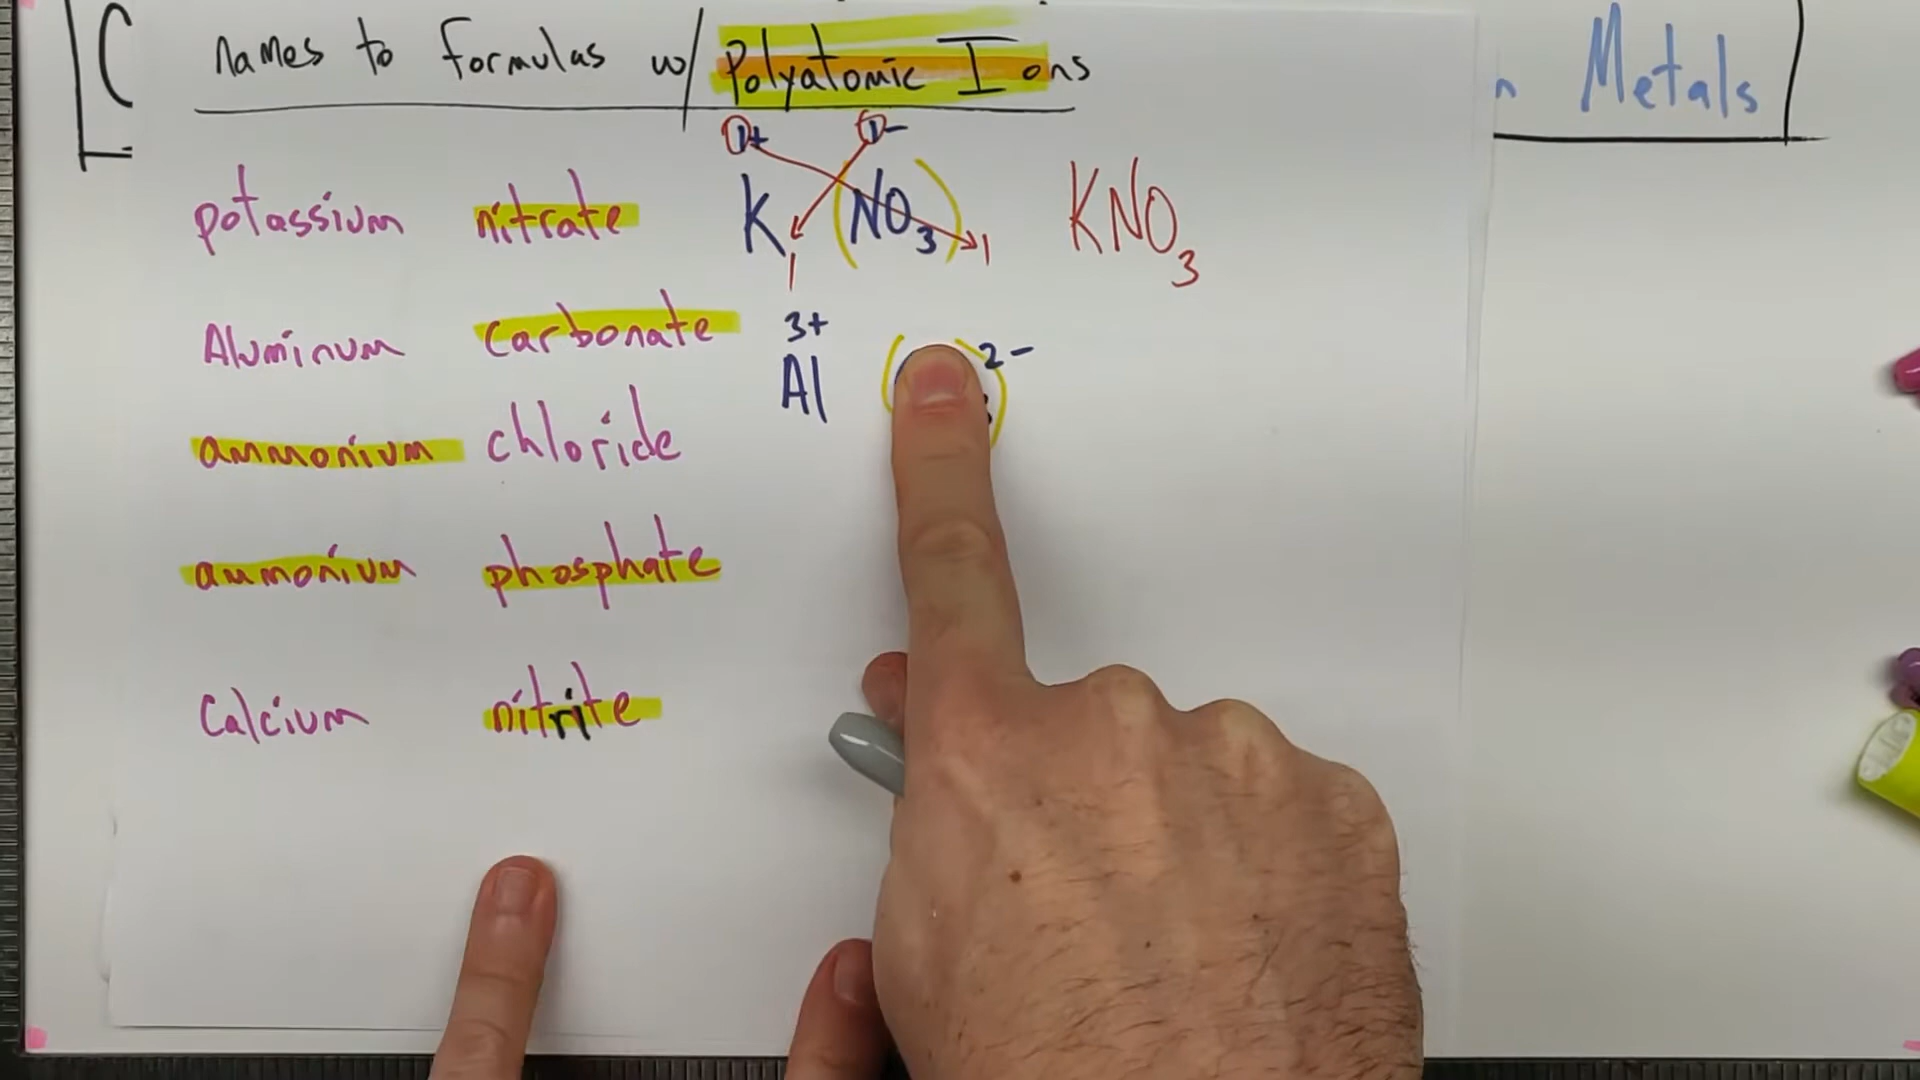 names to formulas w/ Polyatomic Ions
Metals
1+ 1-
potassium nitrate K1 (NO3)1 KNO3
Aluminum carbonate 3+ Al ( )2-
ammonium chloride
ammonium phosphate
Calcium nitrite